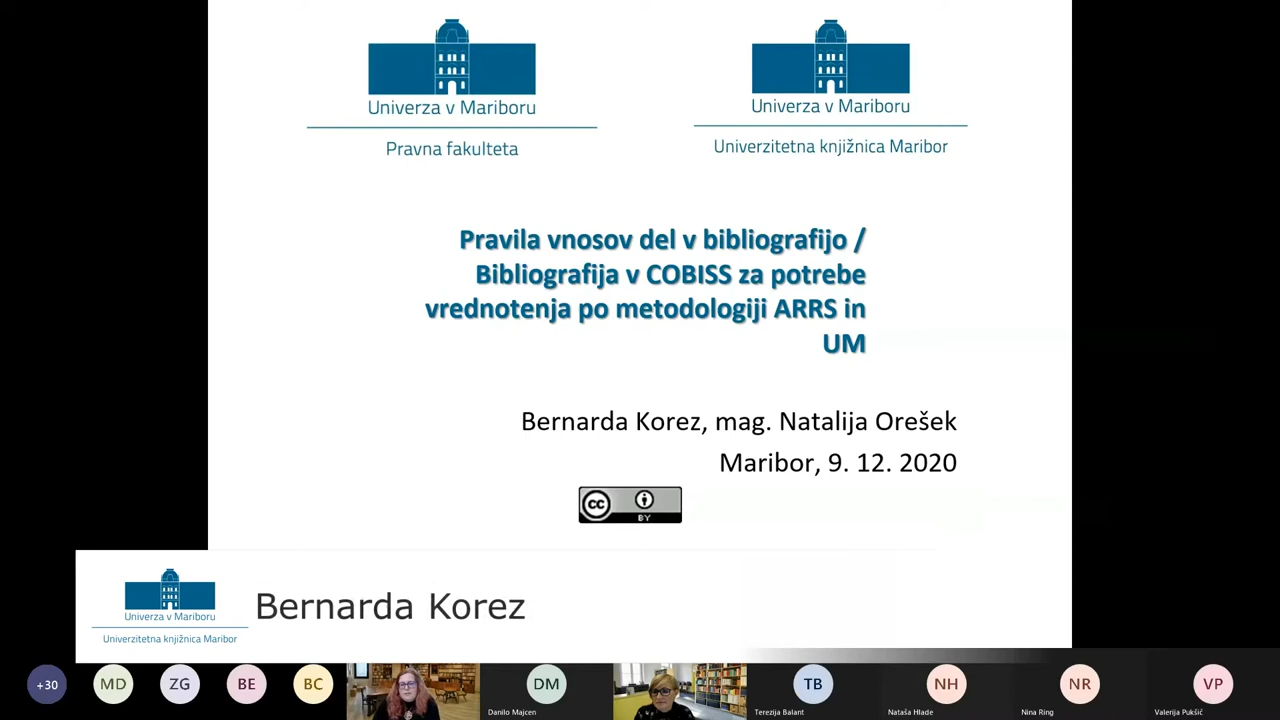 Univerza v Mariboru
Pravna fakulteta
Univerza v Mariboru
Univerzitetna knjižnica Maribor
Pravila vnosov del v bibliografijo /
Bibliografija v COBISS za potrebe
vrednotenja po metodologiji ARRS in
UM
Bernarda Korez, mag. Natalija Orešek
Maribor, 9. 12. 2020
cc
BY
Univerza v Mariboru
Univerzitetna knjižnica Maribor
Bernarda Korez
+30
MD
ZG
BE
BC
DM
Danilo Majcen
TB
Terezija Balant
NH
Nataša Hlade
NR
Nina Ring
VP
Valerija Pukšić